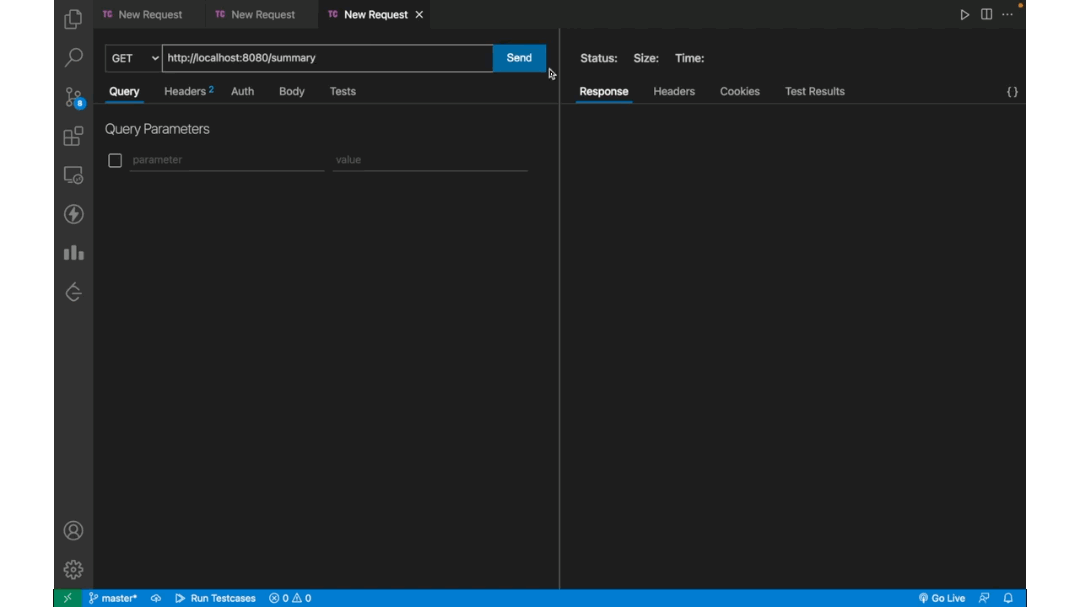 TC New Request TC New Request TC New Request
GET http://localhost:8080/summary Send
Status: Size: Time:
8
Query Headers 2 Auth Body Tests
Response Headers Cookies Test Results {}
Query Parameters
parameter value
master* Run Testcases 0 0 Go Live